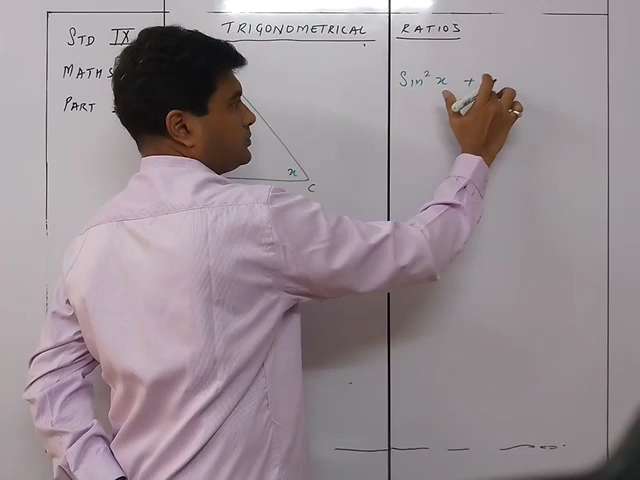 STD IX
TRIGONOMETRICAL RATIOS
MATHS
PART
x
C
Sin² x +